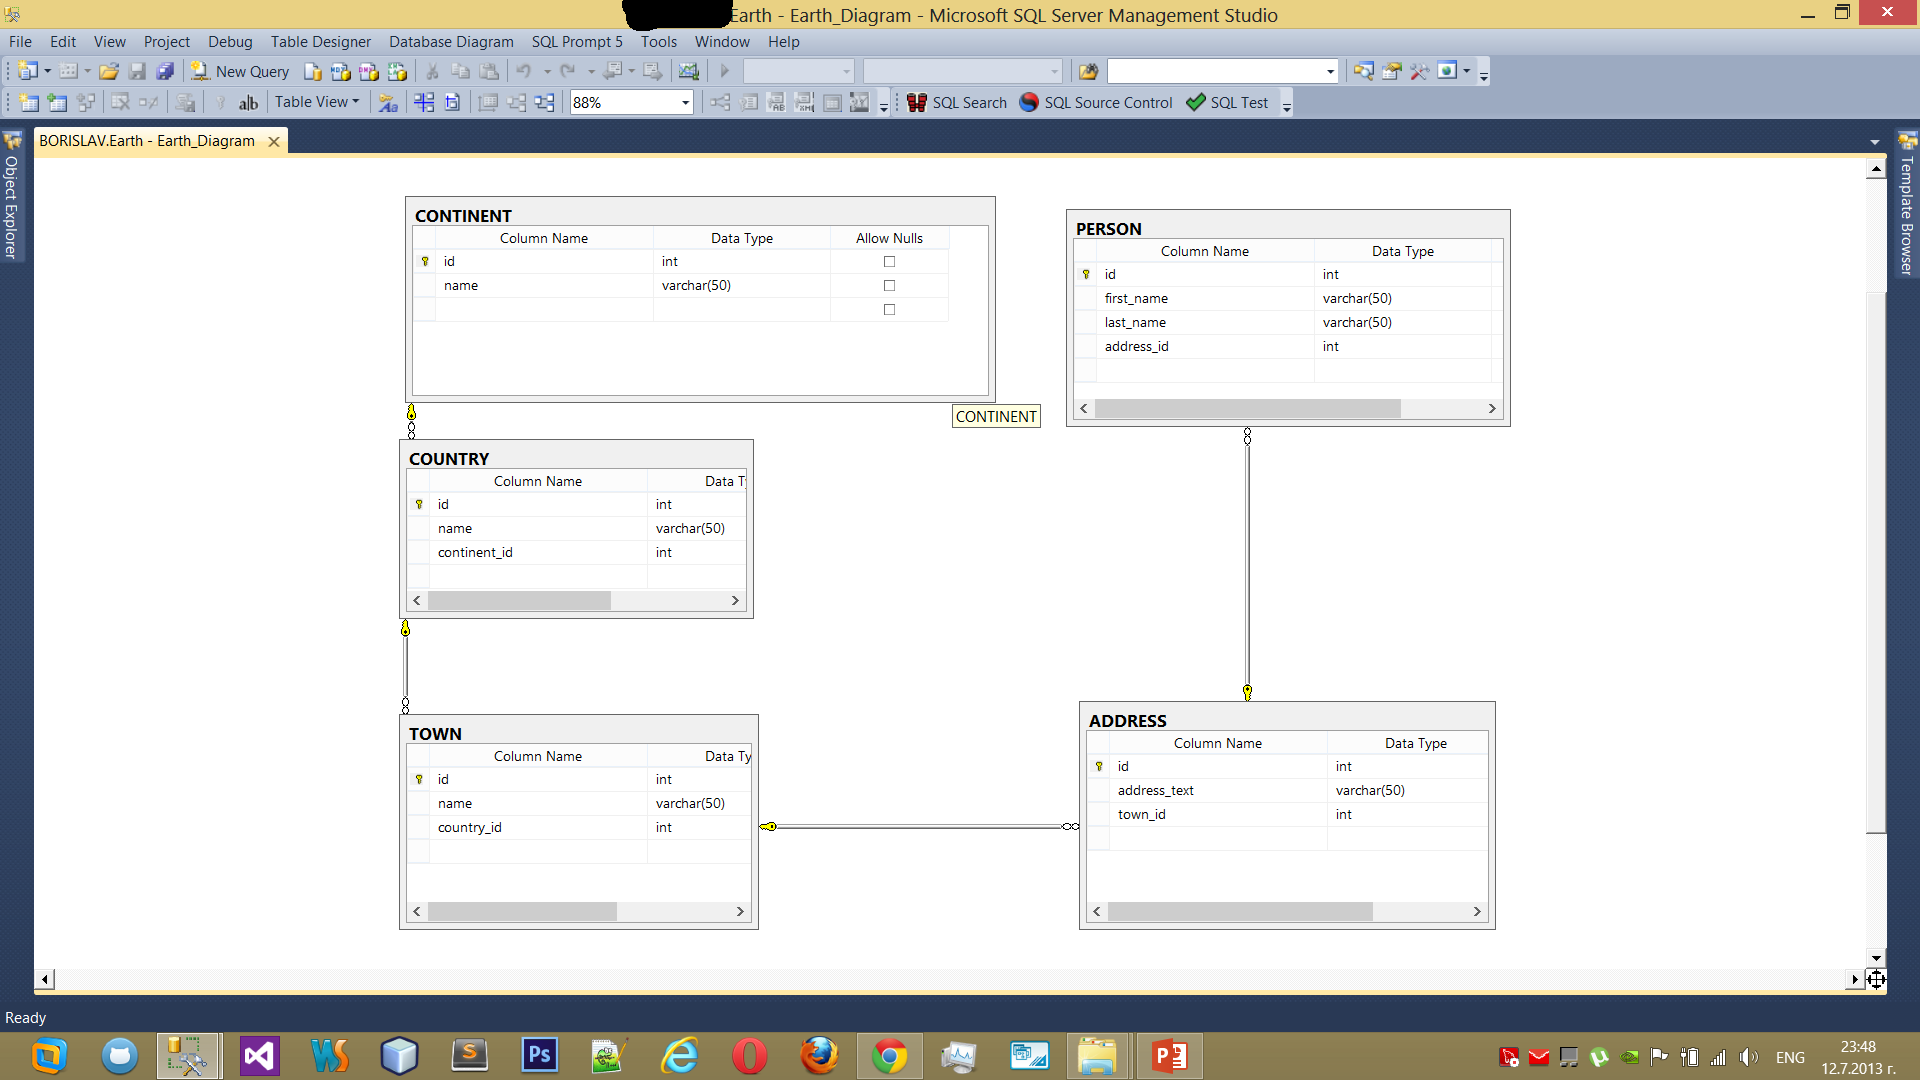 Earth - Earth_Diagram - Microsoft SQL Server Management Studio
File Edit View Project Debug Table Designer Database Diagram SQL Prompt 5 Tools Window Help
New Query
ab Table View 88% SQL Search SQL Source Control SQL Test
BORISLAV.Earth - Earth_Diagram
Object Explorer
Template Browser
CONTINENT
Column Name Data Type Allow Nulls
id int
name varchar(50)
CONTINENT
PERSON
Column Name Data Type
id int
first_name varchar(50)
last_name varchar(50)
address_id int
COUNTRY
Column Name Data Ty
id int
name varchar(50)
continent_id int
TOWN
Column Name Data Ty
id int
name varchar(50)
country_id int
ADDRESS
Column Name Data Type
id int
address_text varchar(50)
town_id int
Ready
WS
S
Ps
P
ENG
23:48
12.7.2013 г.